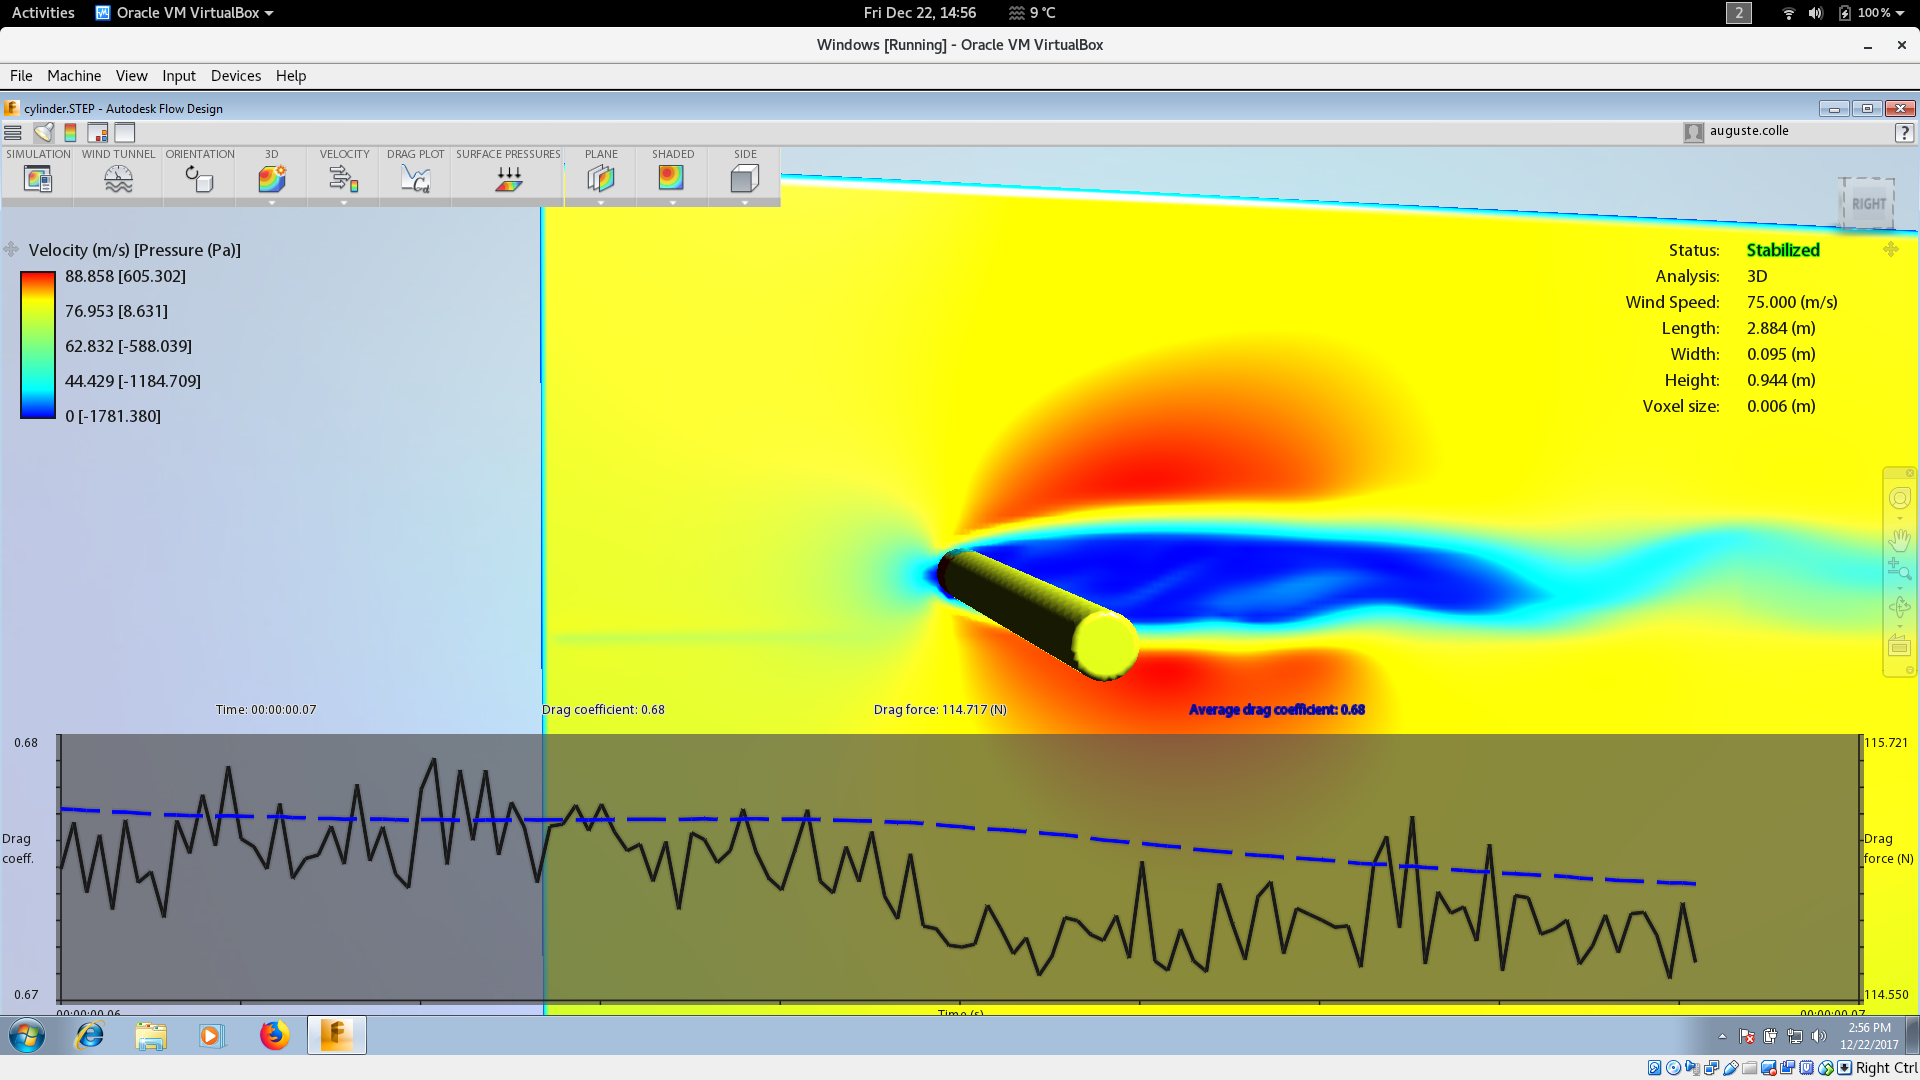 Activities Oracle VM VirtualBox Fri Dec 22, 14:56 9 °C 2 100 %
Windows [Running] - Oracle VM VirtualBox
File Machine View Input Devices Help
cylinder.STEP - Autodesk Flow Design
auguste.colle ?
SIMULATION WIND TUNNEL ORIENTATION 3D VELOCITY DRAG PLOT SURFACE PRESSURES PLANE SHADED SIDE
Cd
RIGHT
Velocity (m/s) [Pressure (Pa)]
88.858 [605.302]
76.953 [8.631]
62.832 [-588.039]
44.429 [-1184.709]
0 [-1781.380]
Status: Stabilized
Analysis: 3D
Wind Speed: 75.000 (m/s)
Length: 2.884 (m)
Width: 0.095 (m)
Height: 0.944 (m)
Voxel size: 0.006 (m)
Time: 00:00:00.07 Drag coefficient: 0.68 Drag force: 114.717 (N) Average drag coefficient: 0.68
0.68 115.721
Drag coeff.
Drag force (N)
0.67 114.550
00:00:00.06 Time (s) 00:00:00.07
2:56 PM
12/22/2017
Right Ctrl